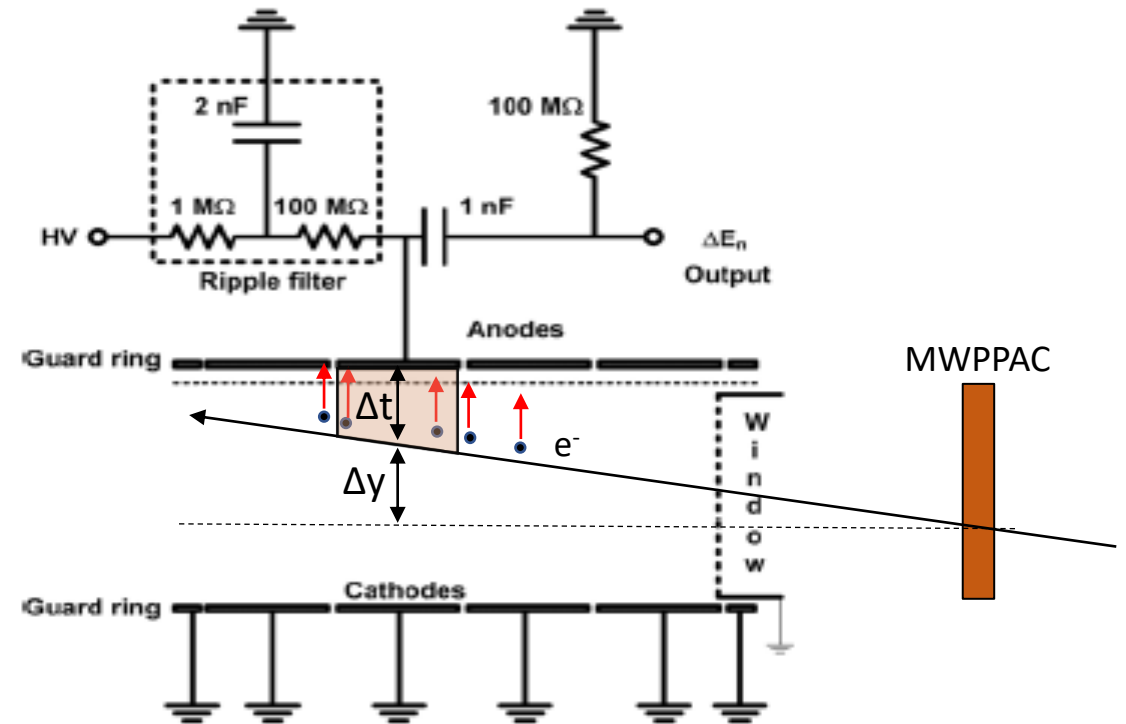 2 nF
100 MΩ
1 MΩ
100 MΩ
1 nF
HV
ΔEn
Output
Ripple filter
Anodes
Guard ring
MWPPAC
Δt
e-
Δy
Window
Cathodes
Guard ring